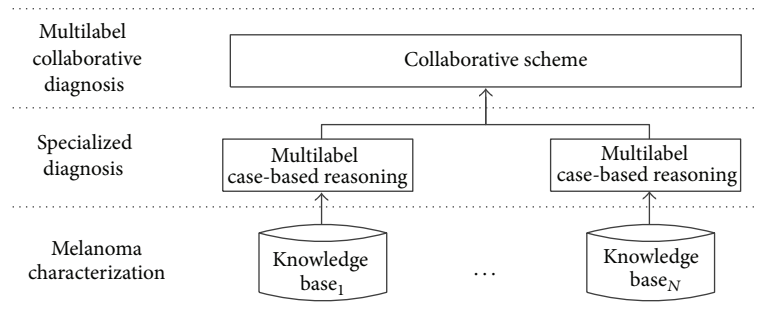 Multilabel
collaborative
diagnosis
Collaborative scheme
Specialized
diagnosis
Multilabel
case-based reasoning
Multilabel
case-based reasoning
Melanoma
characterization
Knowledge
base1
...
Knowledge
baseN